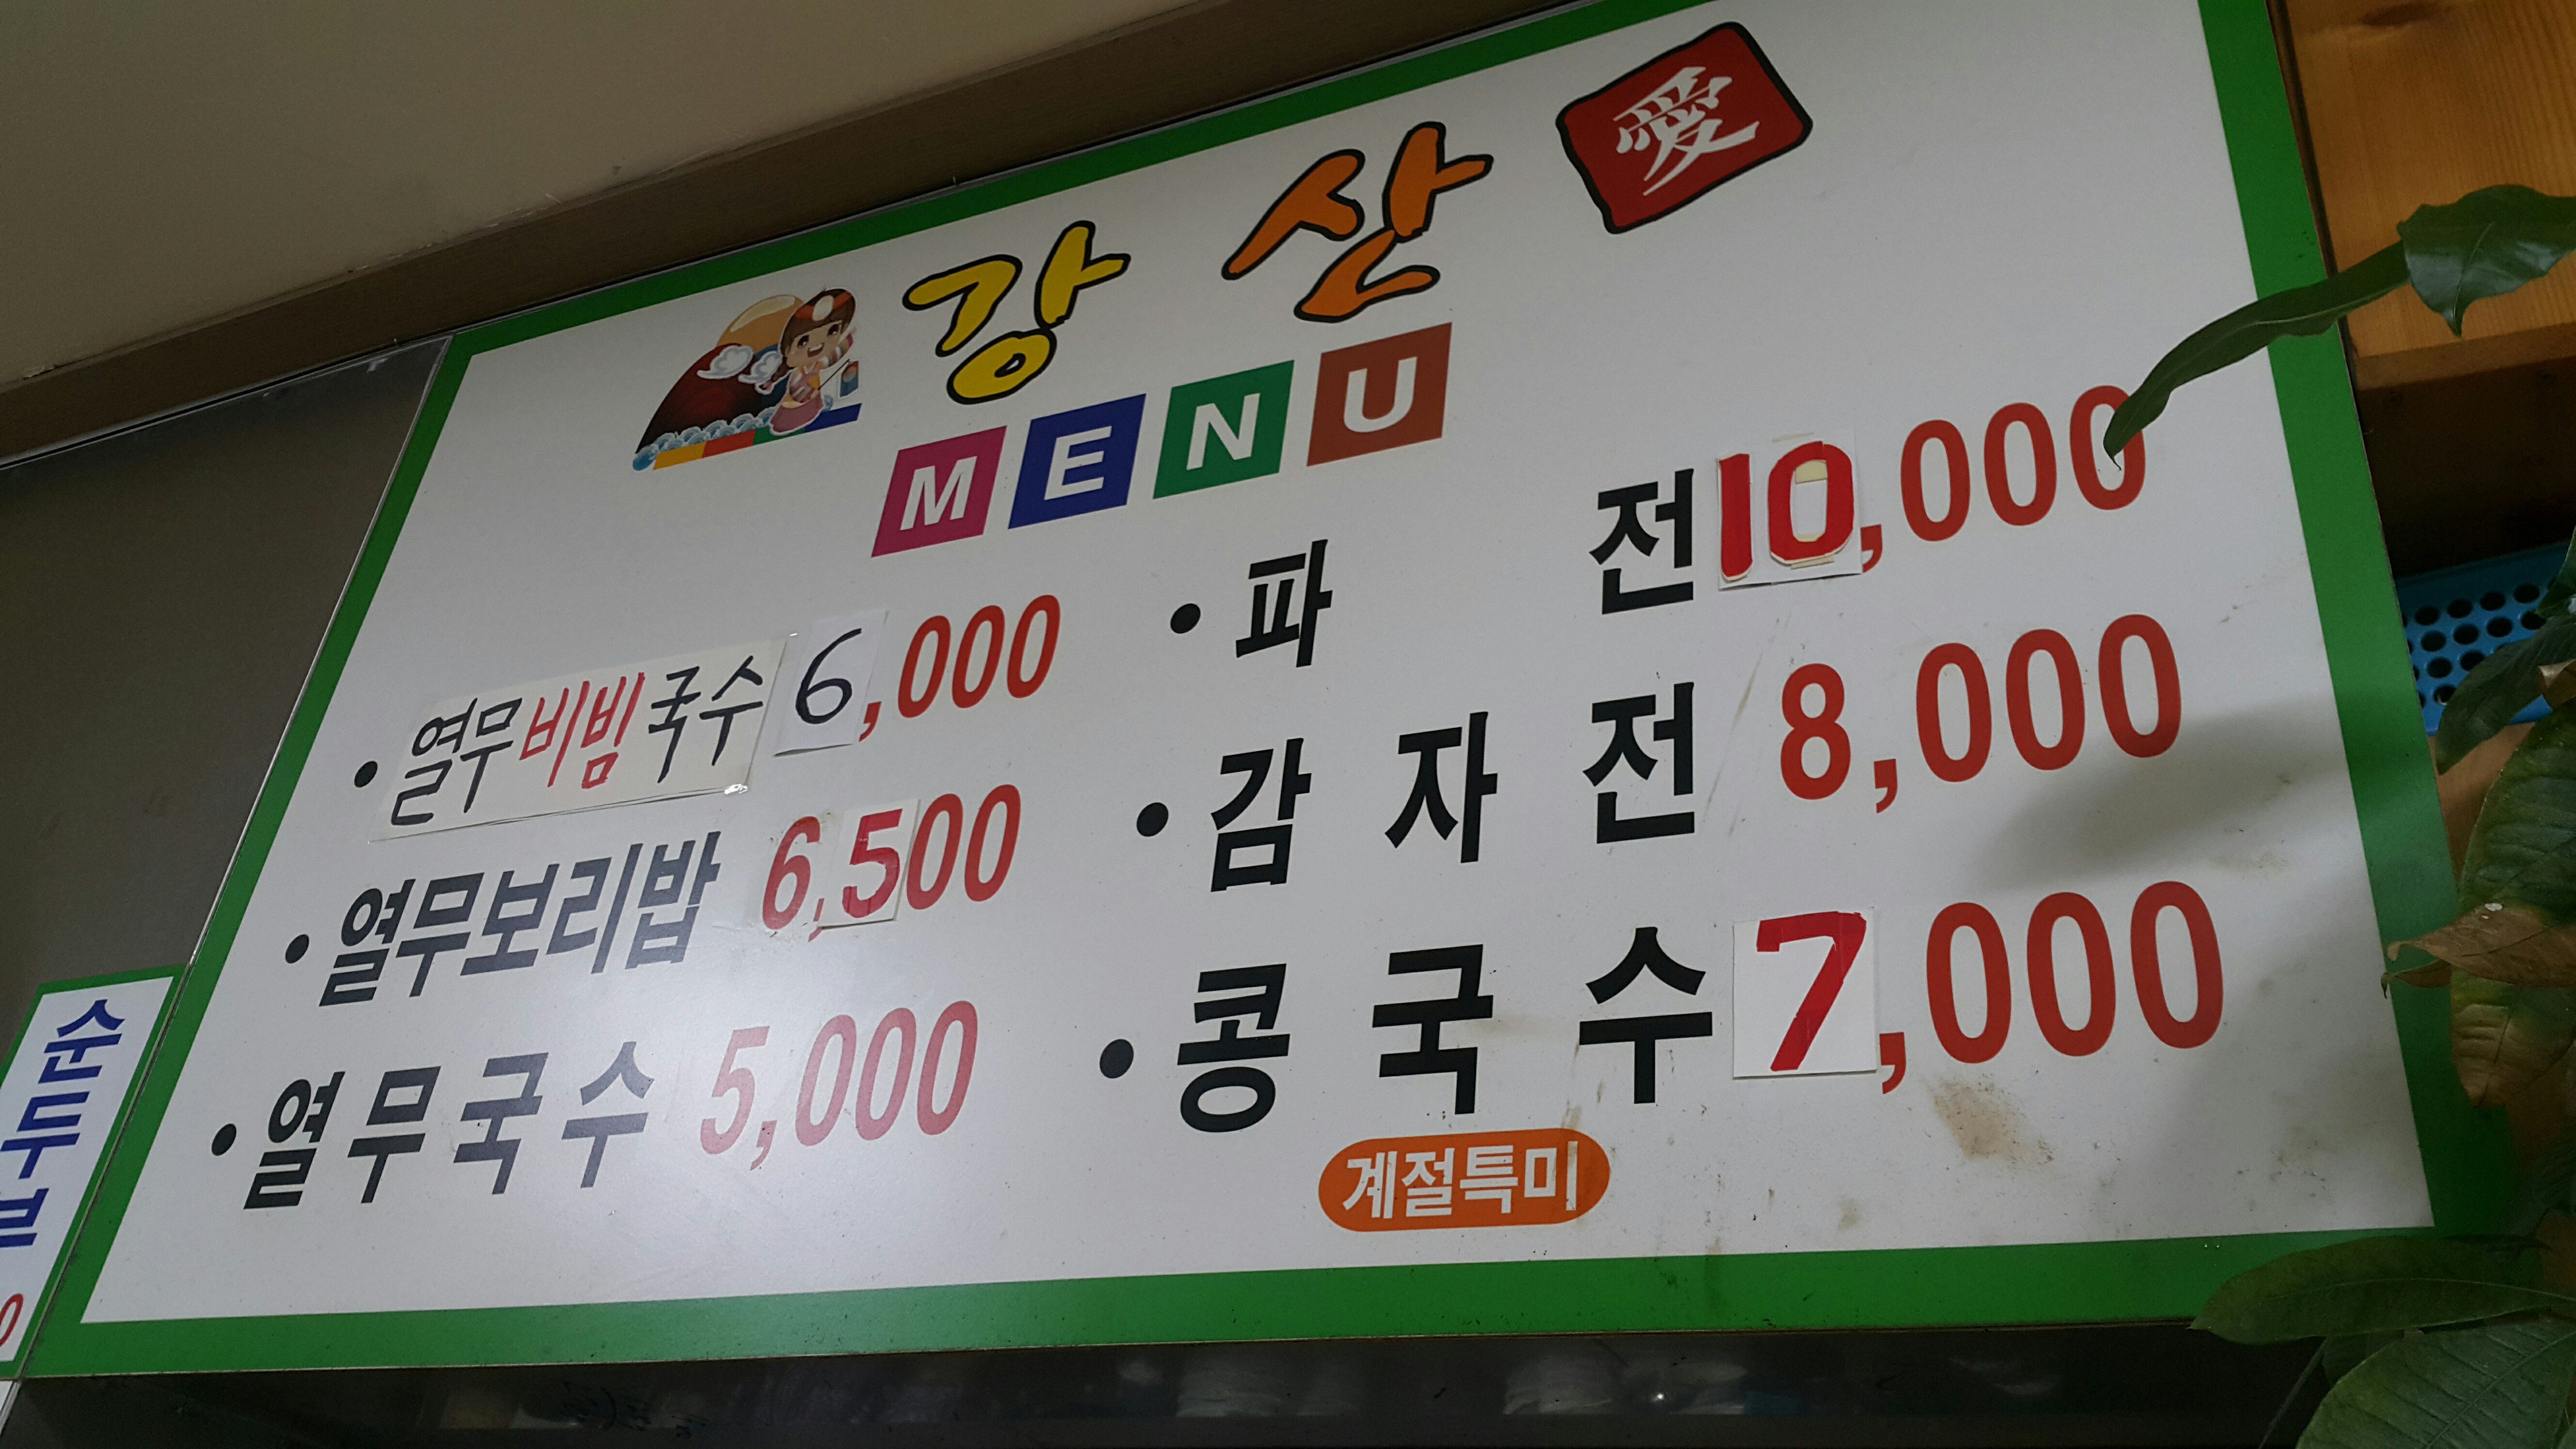 강 산 愛
MENU
• 열무비빔국수 6,000
• 열무보리밥 6,500
• 열무국수 5,000
• 파 전 10,000
• 감 자 전 8,000
• 콩 국 수 7,000
계절특미
순두부
0